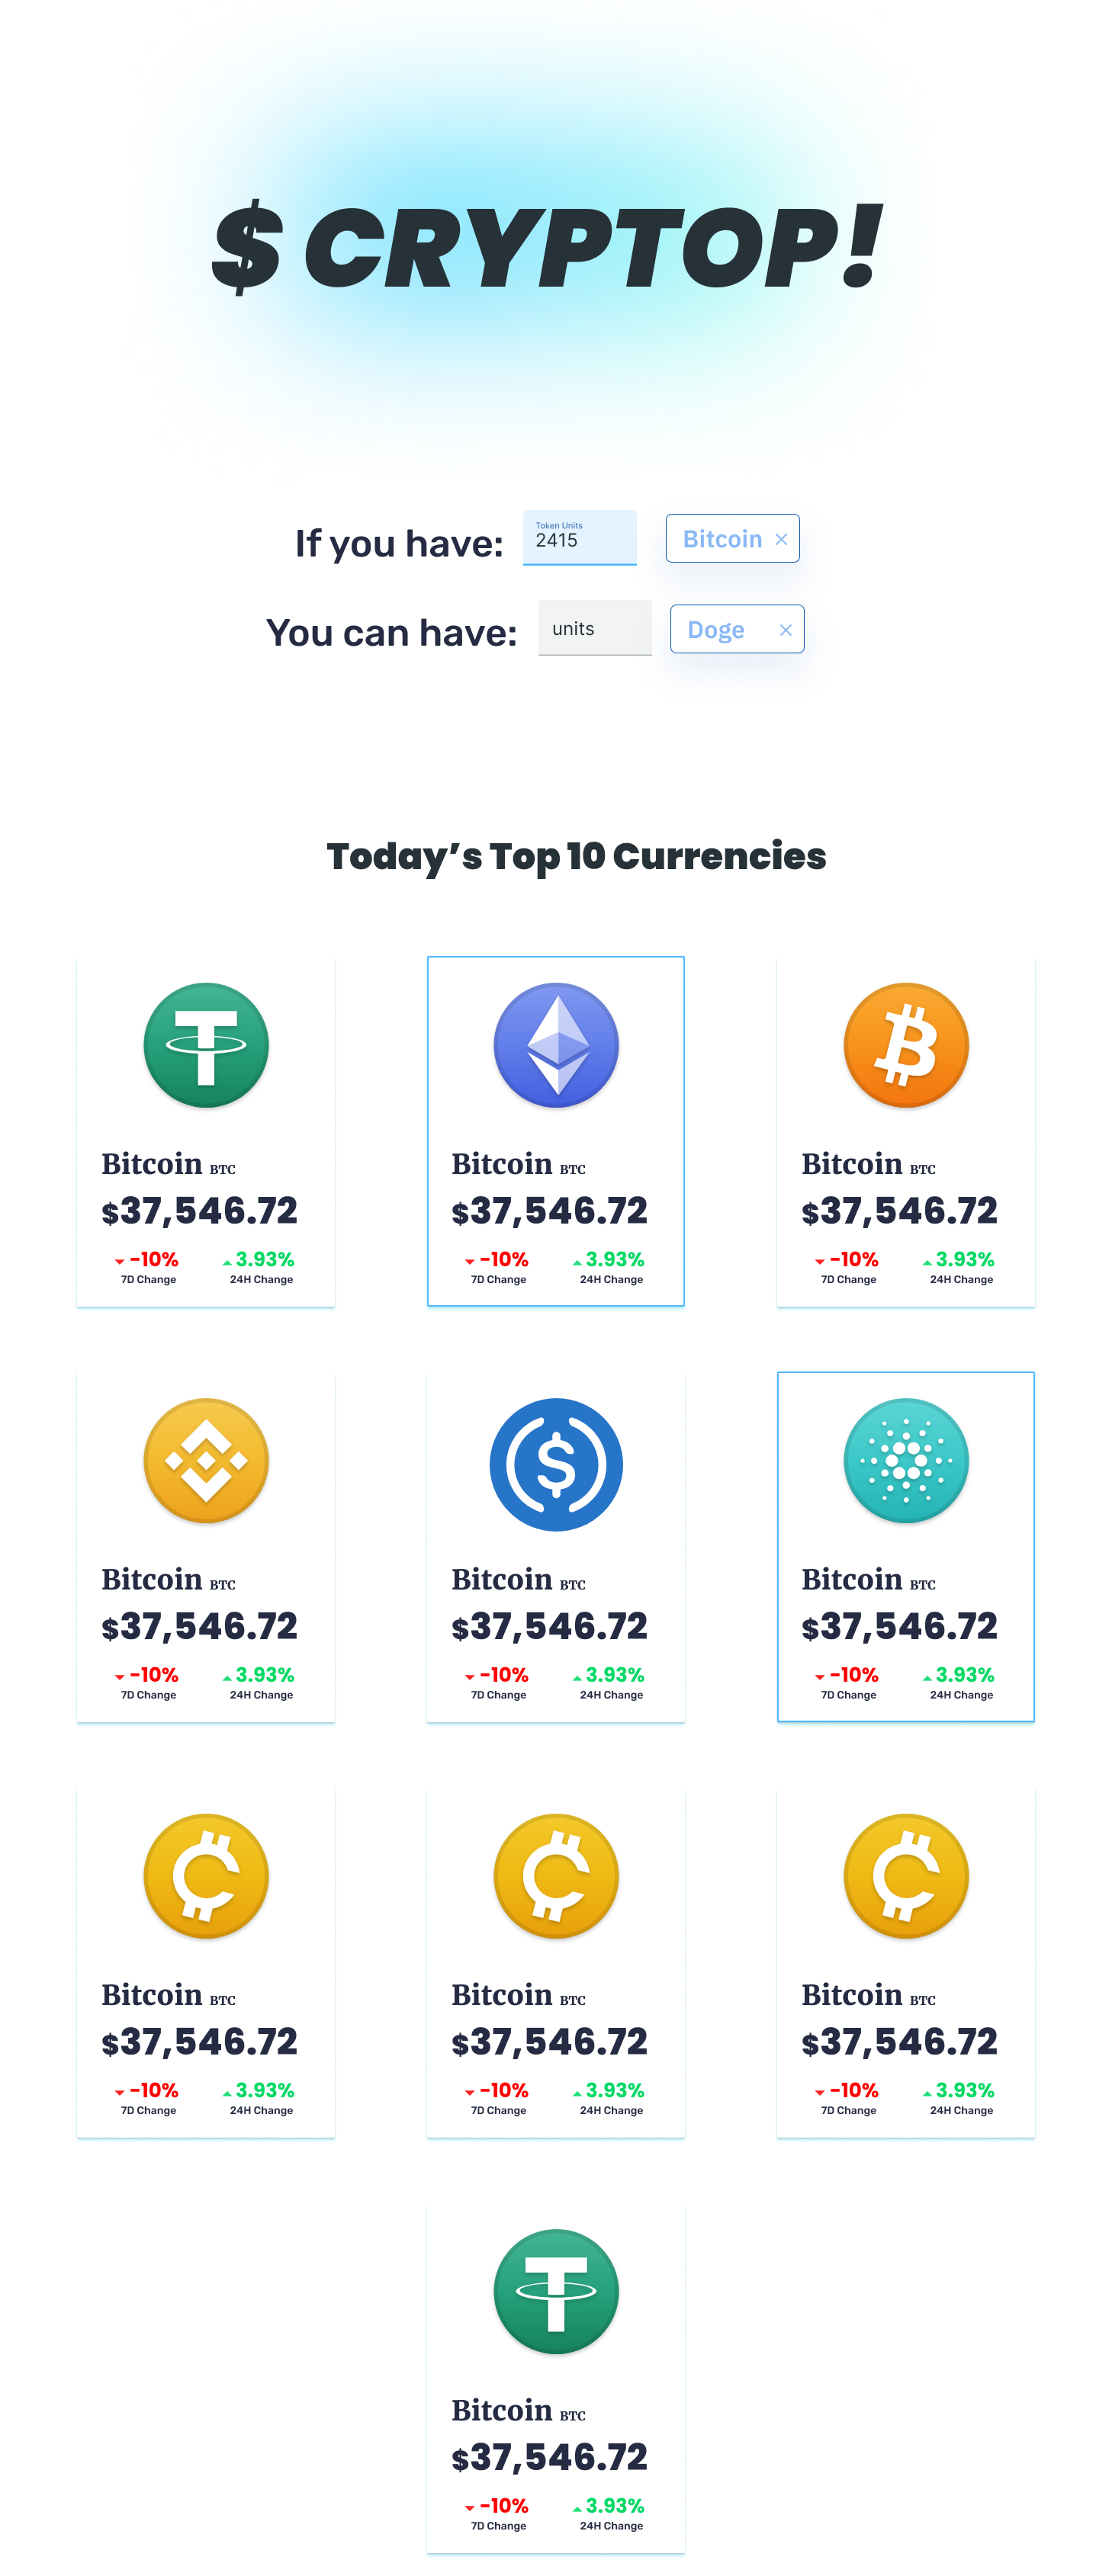 $ CRYPTOP!
If you have:
Token Units
2415
Bitcoin ×
You can have:
units
Doge ×
Today’s Top 10 Currencies
Bitcoin BTC
$37,546.72
-10% 3.93%
7D Change 24H Change
Bitcoin BTC
$37,546.72
-10% 3.93%
7D Change 24H Change
Bitcoin BTC
$37,546.72
-10% 3.93%
7D Change 24H Change
Bitcoin BTC
$37,546.72
-10% 3.93%
7D Change 24H Change
Bitcoin BTC
$37,546.72
-10% 3.93%
7D Change 24H Change
Bitcoin BTC
$37,546.72
-10% 3.93%
7D Change 24H Change
Bitcoin BTC
$37,546.72
-10% 3.93%
7D Change 24H Change
Bitcoin BTC
$37,546.72
-10% 3.93%
7D Change 24H Change
Bitcoin BTC
$37,546.72
-10% 3.93%
7D Change 24H Change
Bitcoin BTC
$37,546.72
-10% 3.93%
7D Change 24H Change